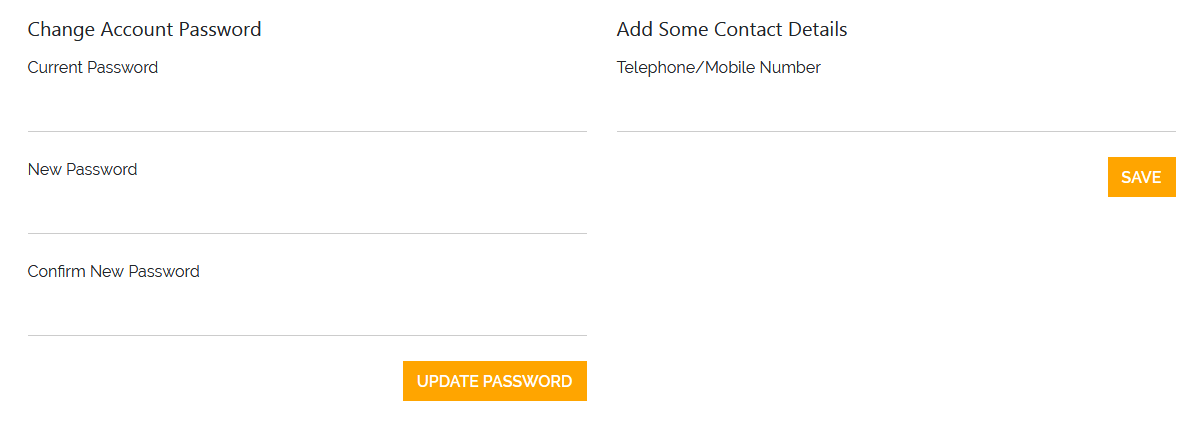 Change Account Password
Current Password
New Password
Confirm New Password
UPDATE PASSWORD
Add Some Contact Details
Telephone/Mobile Number
SAVE